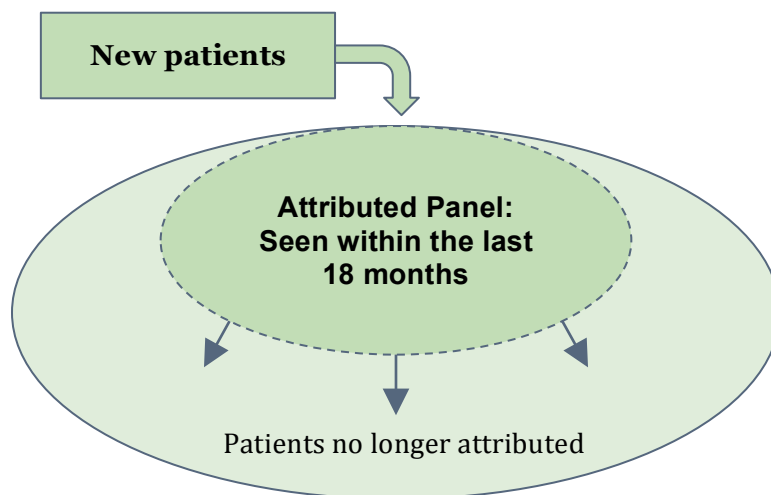 New patients
Attributed Panel:
Seen within the last
18 months
Patients no longer attributed